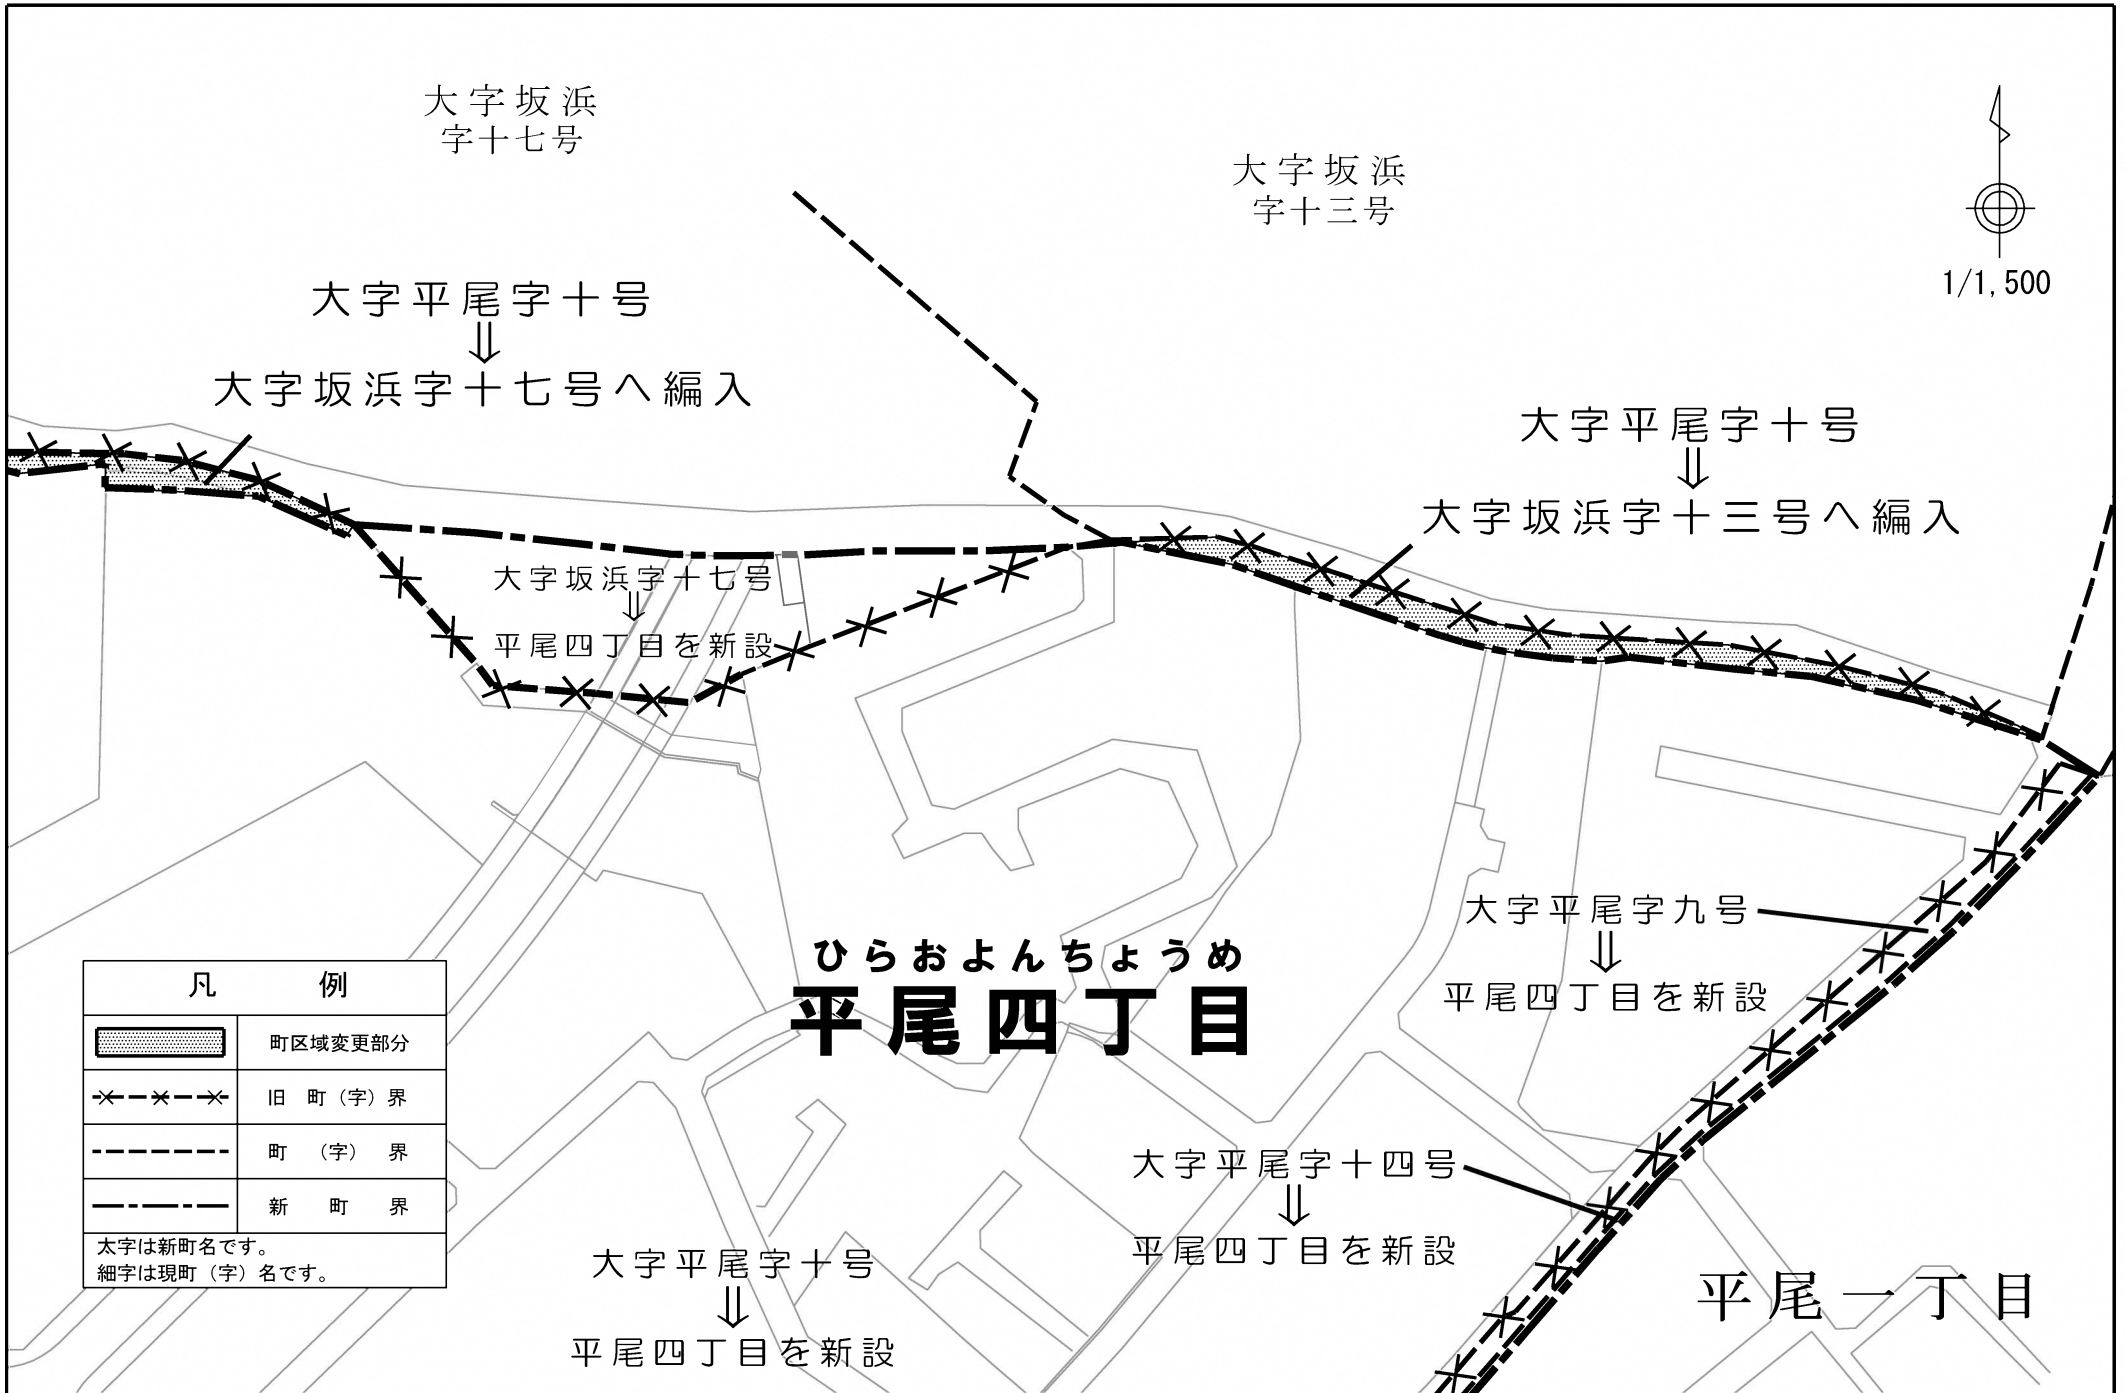 大字坂浜
字十七号
大字坂浜
字十三号
1/1,500
大字平尾字十号
⇓
大字坂浜字十七号へ編入
大字平尾字十号
⇓
大字坂浜字十三号へ編入
大字坂浜字十七号
⇓
平尾四丁目を新設
大字平尾字九号
⇓
平尾四丁目を新設
ひらおよんちょうめ
平尾四丁目
凡 例
町区域変更部分
旧 町（字）界
町 （字） 界
新 町 界
太字は新町名です。
細字は現町（字）名です。
大字平尾字十四号
⇓
平尾四丁目を新設
大字平尾字十号
⇓
平尾四丁目を新設
平尾一丁目